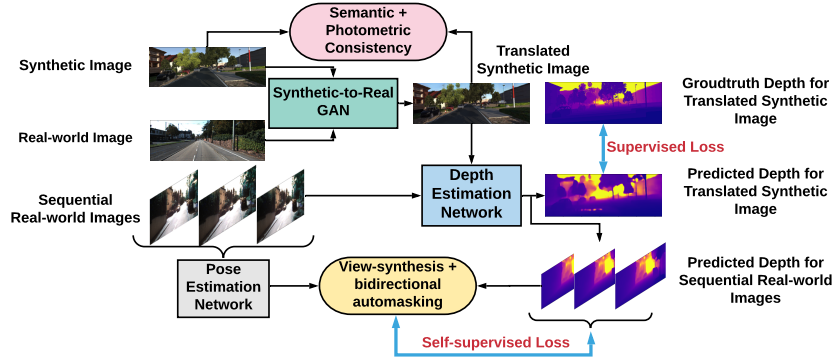 Semantic +
Photometric
Consistency
Translated
Synthetic Image
Synthetic Image
Synthetic-to-Real
GAN
Groudtruth Depth for
Translated Synthetic
Image
Real-world Image
Supervised Loss
Sequential
Real-world Images
Depth
Estimation
Network
Predicted Depth for
Translated Synthetic
Image
Pose
Estimation
Network
View-synthesis +
bidirectional
automasking
Predicted Depth for
Sequential Real-world
Images
Self-supervised Loss